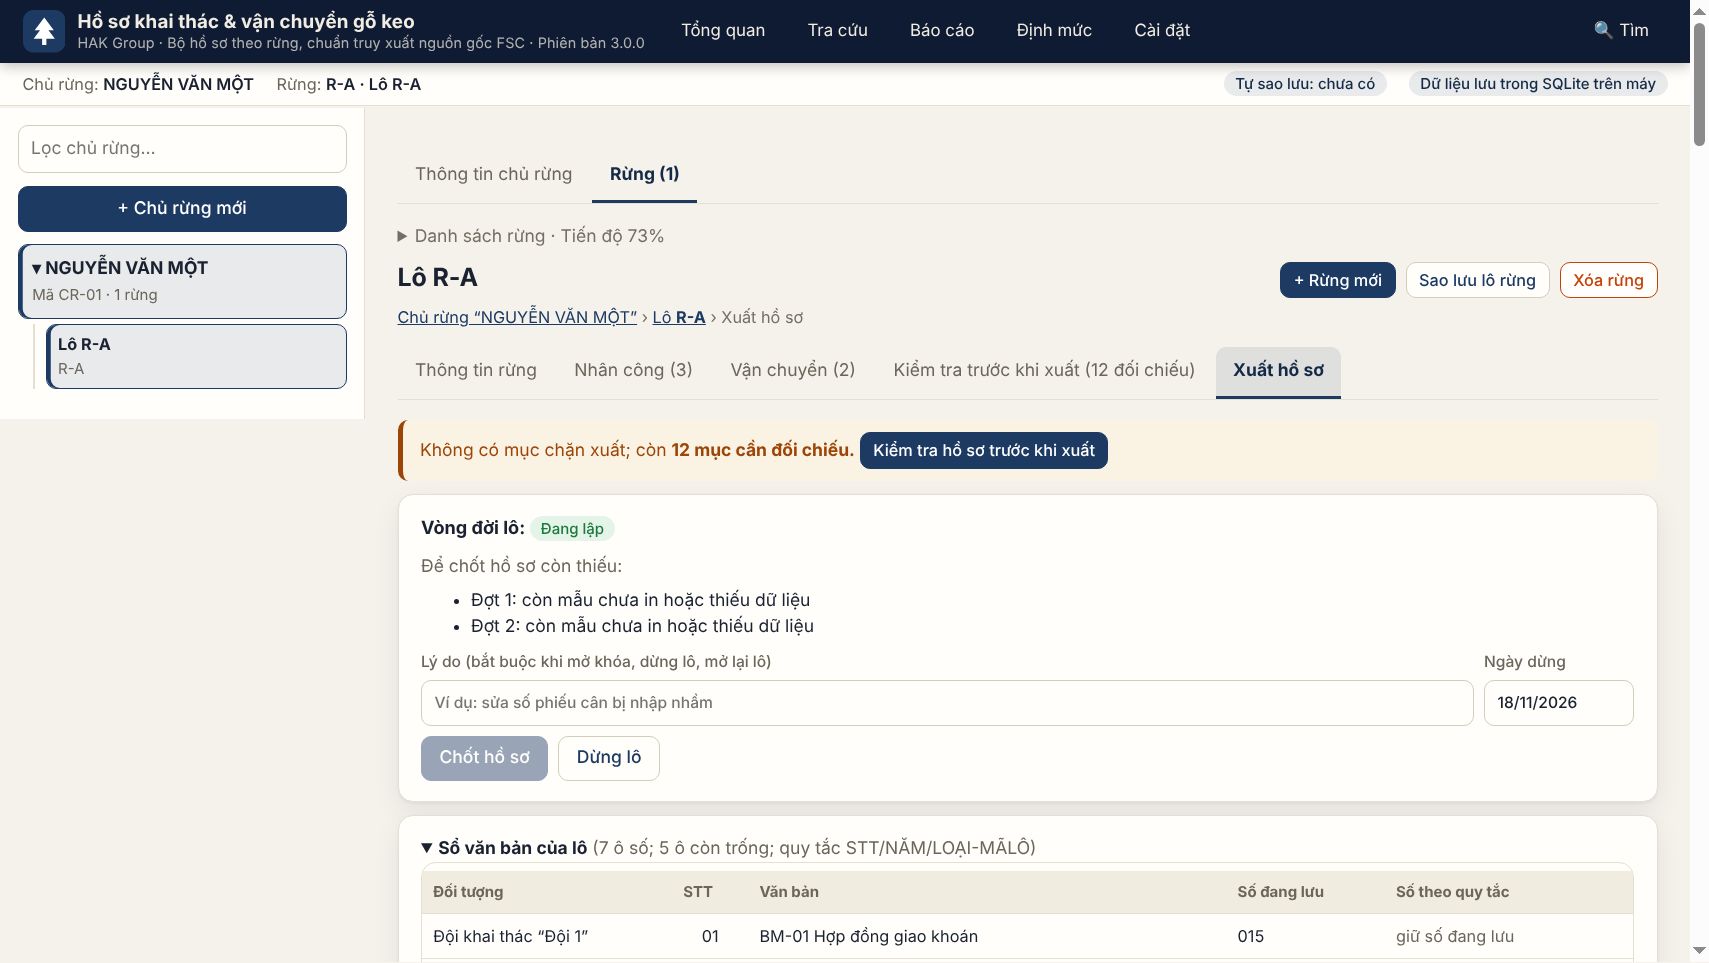 Hồ sơ khai thác & vận chuyển gỗ keo
HAK Group · Bộ hồ sơ theo rừng, chuẩn truy xuất nguồn gốc FSC · Phiên bản 3.0.0
Tổng quan
Tra cứu
Báo cáo
Định mức
Cài đặt
Tìm
Chủ rừng: NGUYỄN VĂN MỘT
Rừng: R-A · Lô R-A
Tự sao lưu: chưa có
Dữ liệu lưu trong SQLite trên máy
Lọc chủ rừng...
+ Chủ rừng mới
▾ NGUYỄN VĂN MỘT
Mã CR-01 · 1 rừng
Lô R-A
R-A
Thông tin chủ rừng
Rừng (1)
▶ Danh sách rừng · Tiến độ 73%
Lô R-A
+ Rừng mới
Sao lưu lô rừng
Xóa rừng
Chủ rừng “NGUYỄN VĂN MỘT” › Lô R-A › Xuất hồ sơ
Thông tin rừng
Nhân công (3)
Vận chuyển (2)
Kiểm tra trước khi xuất (12 đối chiếu)
Xuất hồ sơ
Không có mục chặn xuất; còn 12 mục cần đối chiếu.
Kiểm tra hồ sơ trước khi xuất
Vòng đời lô: Đang lập
Để chốt hồ sơ còn thiếu:
• Đợt 1: còn mẫu chưa in hoặc thiếu dữ liệu
• Đợt 2: còn mẫu chưa in hoặc thiếu dữ liệu
Lý do (bắt buộc khi mở khóa, dừng lô, mở lại lô)
Ngày dừng
Ví dụ: sửa số phiếu cân bị nhập nhầm
18/11/2026
Chốt hồ sơ
Dừng lô
▼ Sổ văn bản của lô (7 ô số; 5 ô còn trống; quy tắc STT/NĂM/LOẠI-MÃLÔ)
Đối tượng STT Văn bản Số đang lưu Số theo quy tắc
Đội khai thác “Đội 1” 01 BM-01 Hợp đồng giao khoán 015 giữ số đang lưu